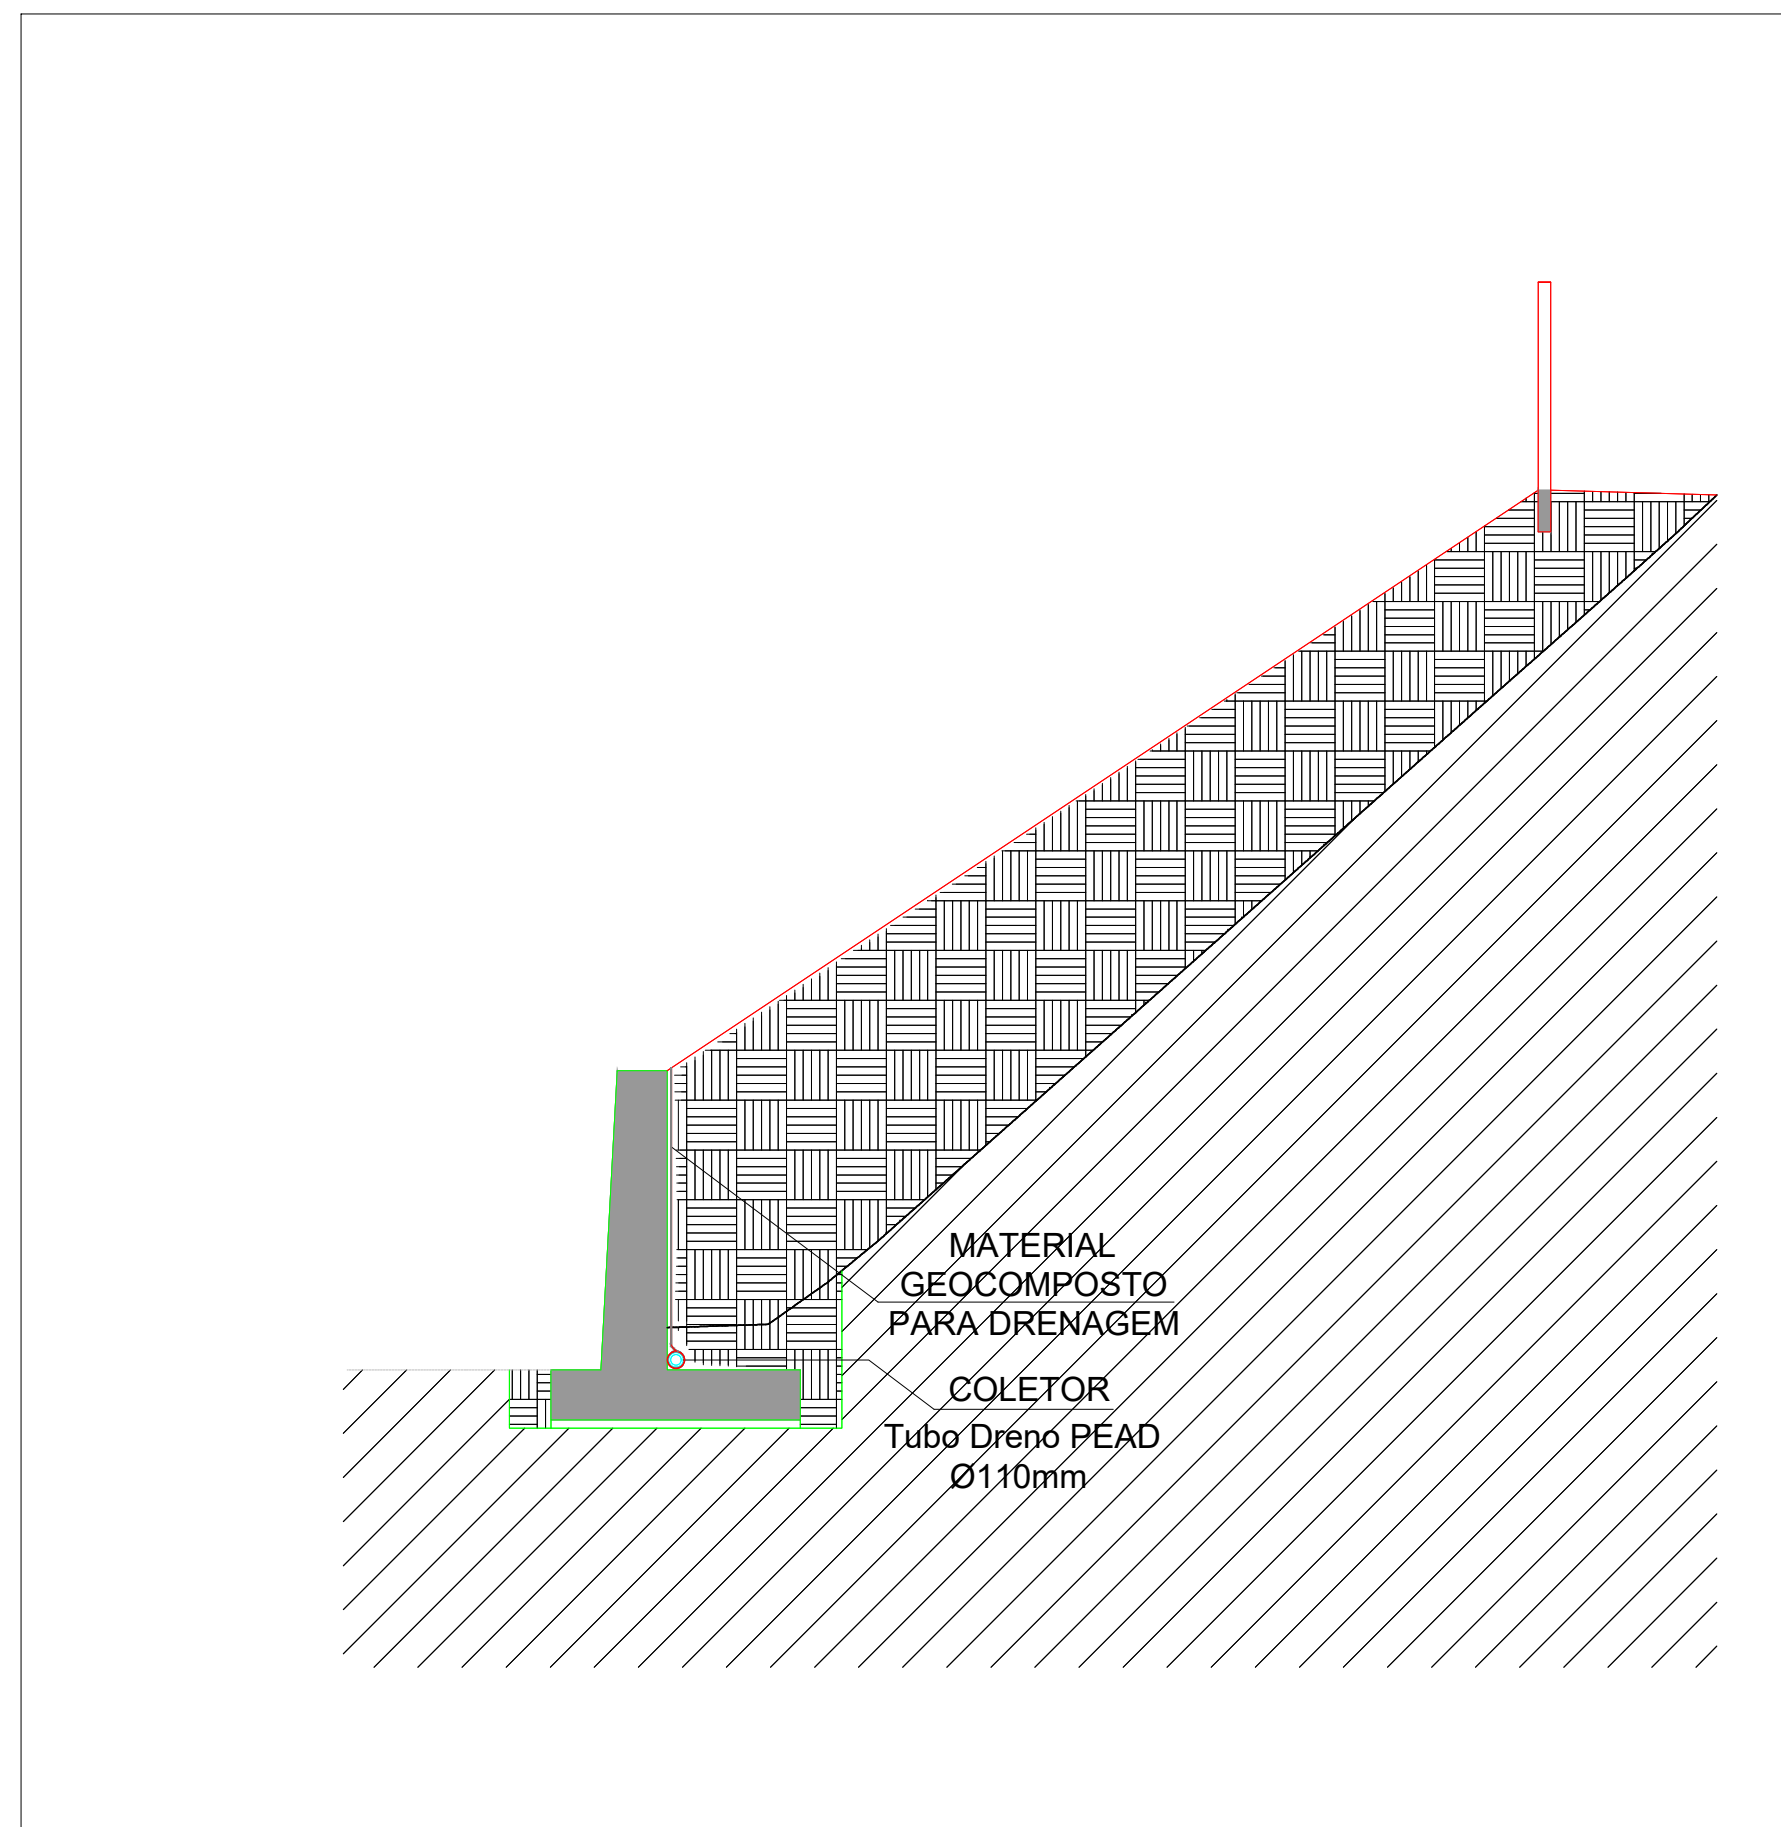 MATERIAL
GEOCOMPOSTO
PARA DRENAGEM
COLETOR
Tubo Dreno PEAD
Ø110mm